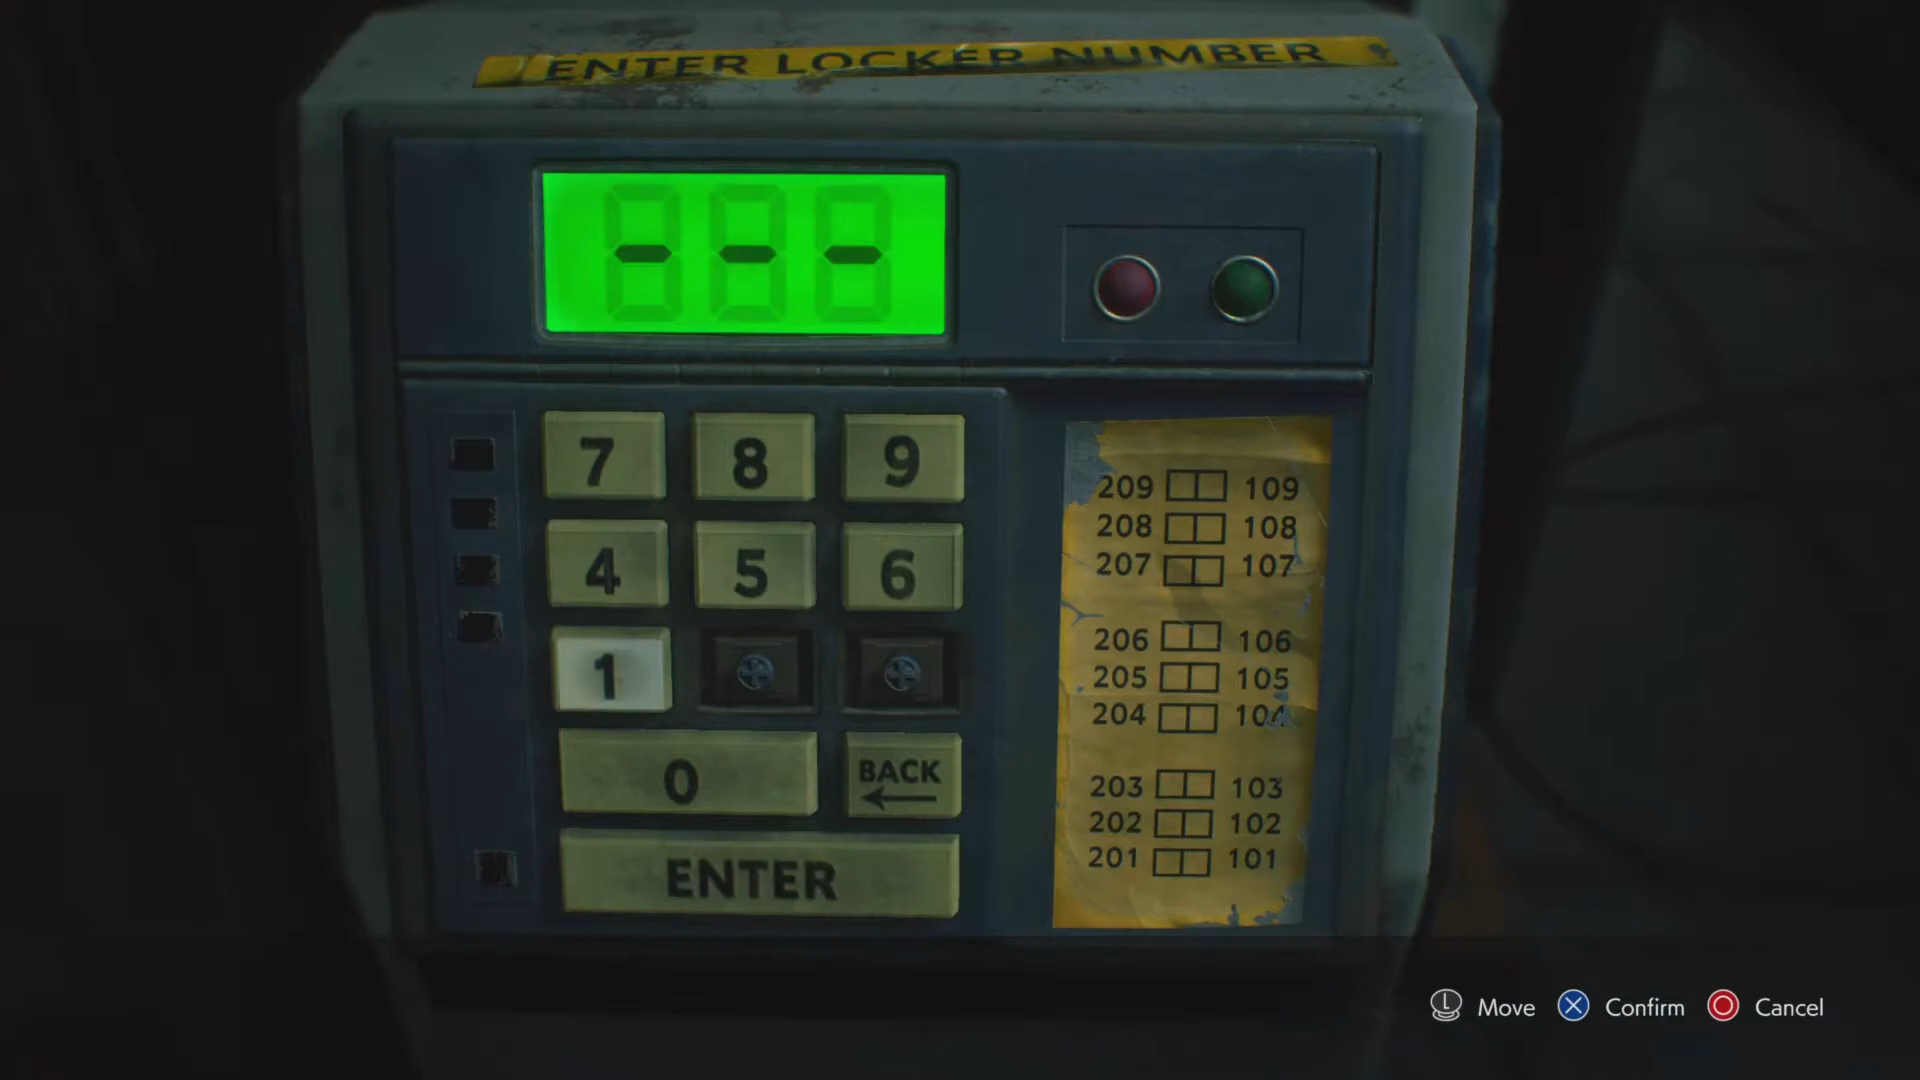 ENTER LOCKER NUMBER
---
7 8 9
4 5 6
1
0 BACK
ENTER
209 109
208 108
207 107
206 106
205 105
204 104
203 103
202 102
201 101
L Move Confirm Cancel